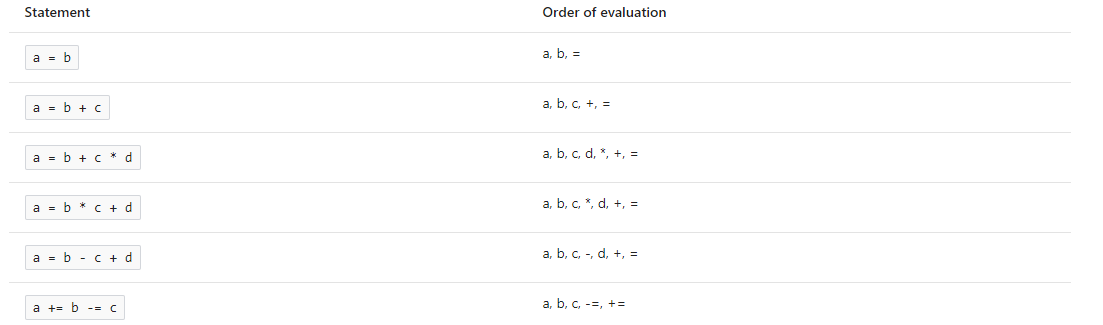 Statement Order of evaluation
a = b a, b, =
a = b + c a, b, c, +, =
a = b + c * d a, b, c, d, *, +, =
a = b * c + d a, b, c, *, d, +, =
a = b - c + d a, b, c, -, d, +, =
a += b -= c a, b, c, -=, +=